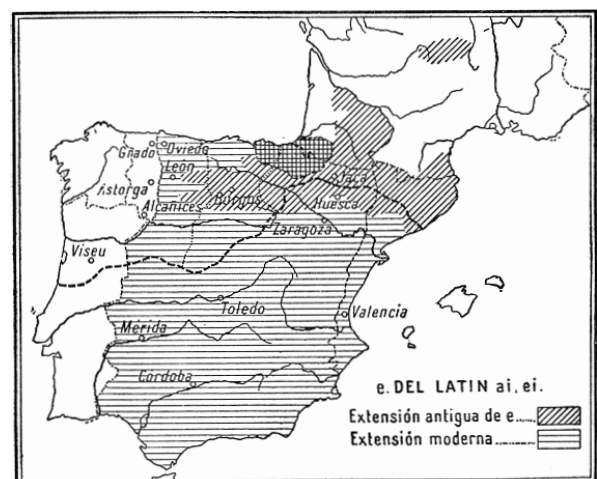 Grado
Oviedo
León
Astorga
Alcañices
Burgos
Jaca
Huesca
Zaragoza
Viseu
Toledo
Valencia
Mérida
Córdoba
e. DEL LATIN ai, ei.
Extensión antigua de e....
Extensión moderna..........